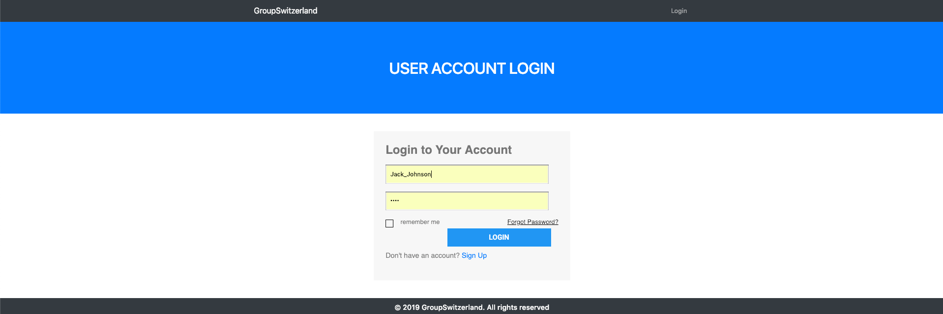 GroupSwitzerland Login
USER ACCOUNT LOGIN
Login to Your Account
Jack_Johnson
••••
remember me Forgot Password?
LOGIN
Don't have an account? Sign Up
© 2019 GroupSwitzerland. All rights reserved